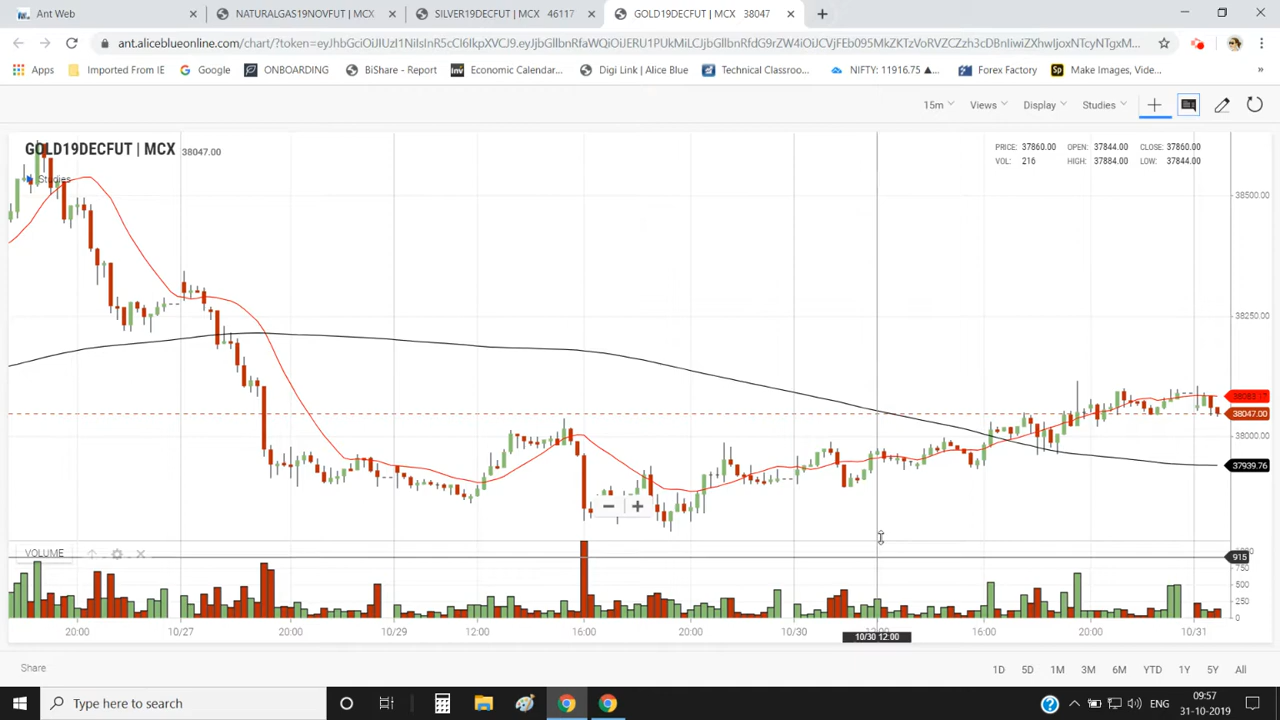 Ant Web
NATURALGAS19NOVFUT | MCX
SILVER19DECFUT | MCX 46117
GOLD19DECFUT | MCX 38047
Apps
Imported From IE
Google
ONBOARDING
BiShare - Report
Economic Calendar...
Digi Link | Alice Blue
Technical Classroo...
NIFTY: 11916.75 ▲...
Forex Factory
Make Images, Vide...
15m
Views
Display
Studies
GOLD19DECFUT | MCX 38047.00
Studies
PRICE: 37860.00 OPEN: 37844.00 CLOSE: 37860.00
VOL: 216 HIGH: 37884.00 LOW: 37844.00
38500.00
38250.00
38083.17
38047.00
38000.00
37939.76
VOLUME
915
750
500
250
0
20:00 10/27 20:00 10/29 12:00 16:00 20:00 10/30 16:00 20:00 10/31
10/30 12:00
Share
1D 5D 1M 3M 6M YTD 1Y 5Y All
Type here to search
ENG
09:57
31-10-2019